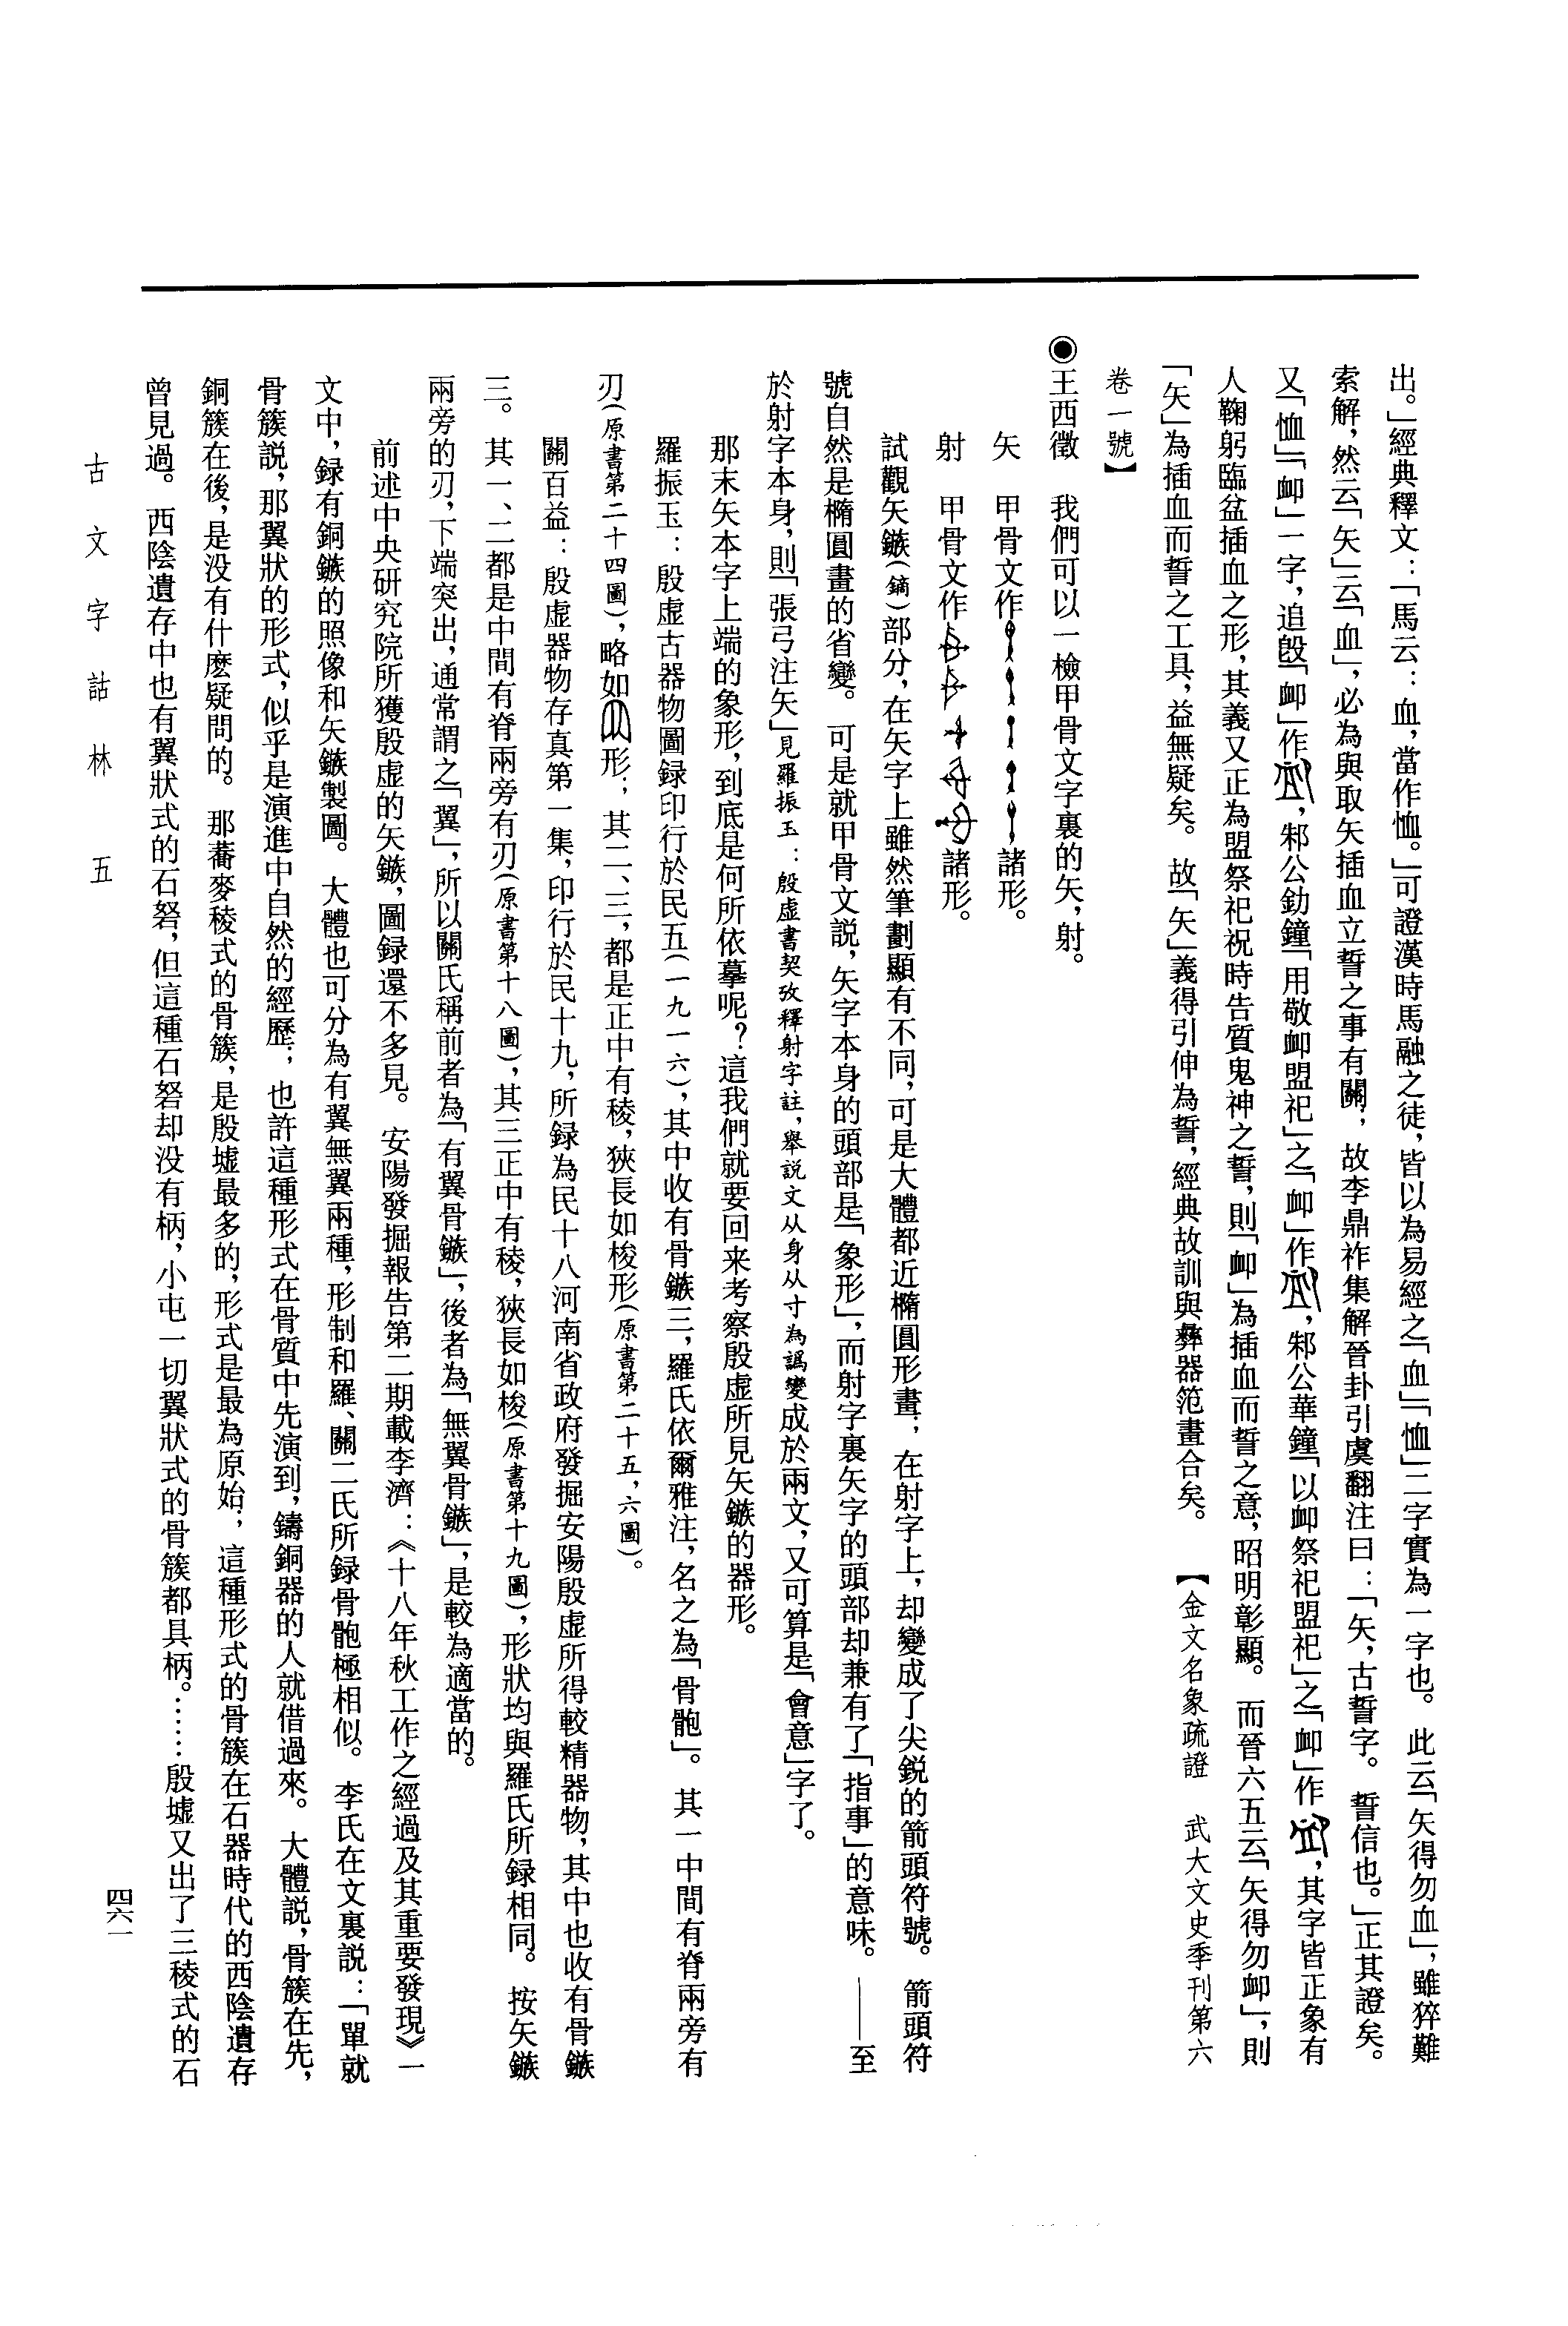 出。」經典釋文：「馬云：血，當作恤。」可證漢時馬融之徒，皆以為易經之「血」「恤」二字實為一字也。此云「矢得勿血」，雖猝難
索解，然云「矢」云「血」，必為與取矢插血立誓之事有關，故李鼎祚集解晉卦引虞翻注曰：「矢，古誓字。誓信也。」正其證矣。
又「恤」「卹」一字，追𣪘「卹」作，邾公釛鐘「用敬卹盟祀」之「卹」作，邾公華鐘「以卹祭祀盟祀」之「卹」作，其字皆正象有
人鞠躬臨盆插血之形，其義又正為盟祭祀祝時告質鬼神之誓，則「卹」為插血而誓之意，昭明彰顯。而晉六五云「矢得勿卹」，則
「矢」為插血而誓之工具，益無疑矣。故「矢」義得引伸為誓，經典故訓與彝器笵畫合矣。【金文名象疏證　武大文史季刊第六
卷一號】
◉王西徵　我們可以一檢甲骨文字裏的矢，射。
矢　甲骨文作諸形。
射　甲骨文作諸形。
試觀矢鏃（鏑）部分，在矢字上雖然筆劃顯有不同，可是大體都近橢圓形畫；在射字上，却變成了尖銳的箭頭符號。箭頭符
號自然是橢圓畫的省變。可是就甲骨文說，矢字本身的頭部是「象形」，而射字裏矢字的頭部却兼有了「指事」的意味。——至
於射字本身，則「張弓注矢」見羅振玉：殷虛書契攷釋射字註，舉說文从身从寸為譌變成於兩文，又可算是「會意」字了。
那末矢本字上端的象形，到底是何所依摹呢？這我們就要回来考察殷虛所見矢鏃的器形。
羅振玉：殷虛古器物圖録印行於民五（一九一六），其中收有骨鏃三，羅氏依爾雅注，名之為「骨骲」。其一中間有脊兩旁有
刃（原書第二十四圖），略如形；其二、三，都是正中有稜，狹長如梭形（原書第二十五，六圖）。
關百益：殷虛器物存真第一集，印行於民十九，所録為民十八河南省政府發掘安陽殷虛所得較精器物，其中也收有骨鏃
三。其一、二都是中間有脊兩旁有刃（原書第十八圖），其三正中有稜，狹長如梭（原書第十九圖），形狀均與羅氏所録相同。按矢鏃
兩旁的刃，下端突出，通常謂之「翼」，所以關氏稱前者為「有翼骨鏃」，後者為「無翼骨鏃」，是較為適當的。
前述中央研究院所獲殷虛的矢鏃，圖録還不多見。安陽發掘報告第二期載李濟：《十八年秋工作之經過及其重要發現》一
文中，録有銅鏃的照像和矢鏃製圖。大體也可分為有翼無翼兩種，形制和羅、關二氏所録骨骲極相似。李氏在文裏說：「單就
骨簇說，那翼狀的形式，似乎是演進中自然的經歷；也許這種形式在骨質中先演到，鑄銅器的人就借過來。大體說，骨簇在先，
銅簇在後，是没有什麽疑問的。那蕎麥稜式的骨簇，是殷墟最多的，形式是最為原始；這種形式的骨簇在石器時代的西陰遺存
曾見過。西陰遺存中也有翼狀式的石砮，但這種石砮却没有柄，小屯一切翼狀式的骨簇都具柄。……殷墟又出了三稜式的石
古文字詁林　五
四六一